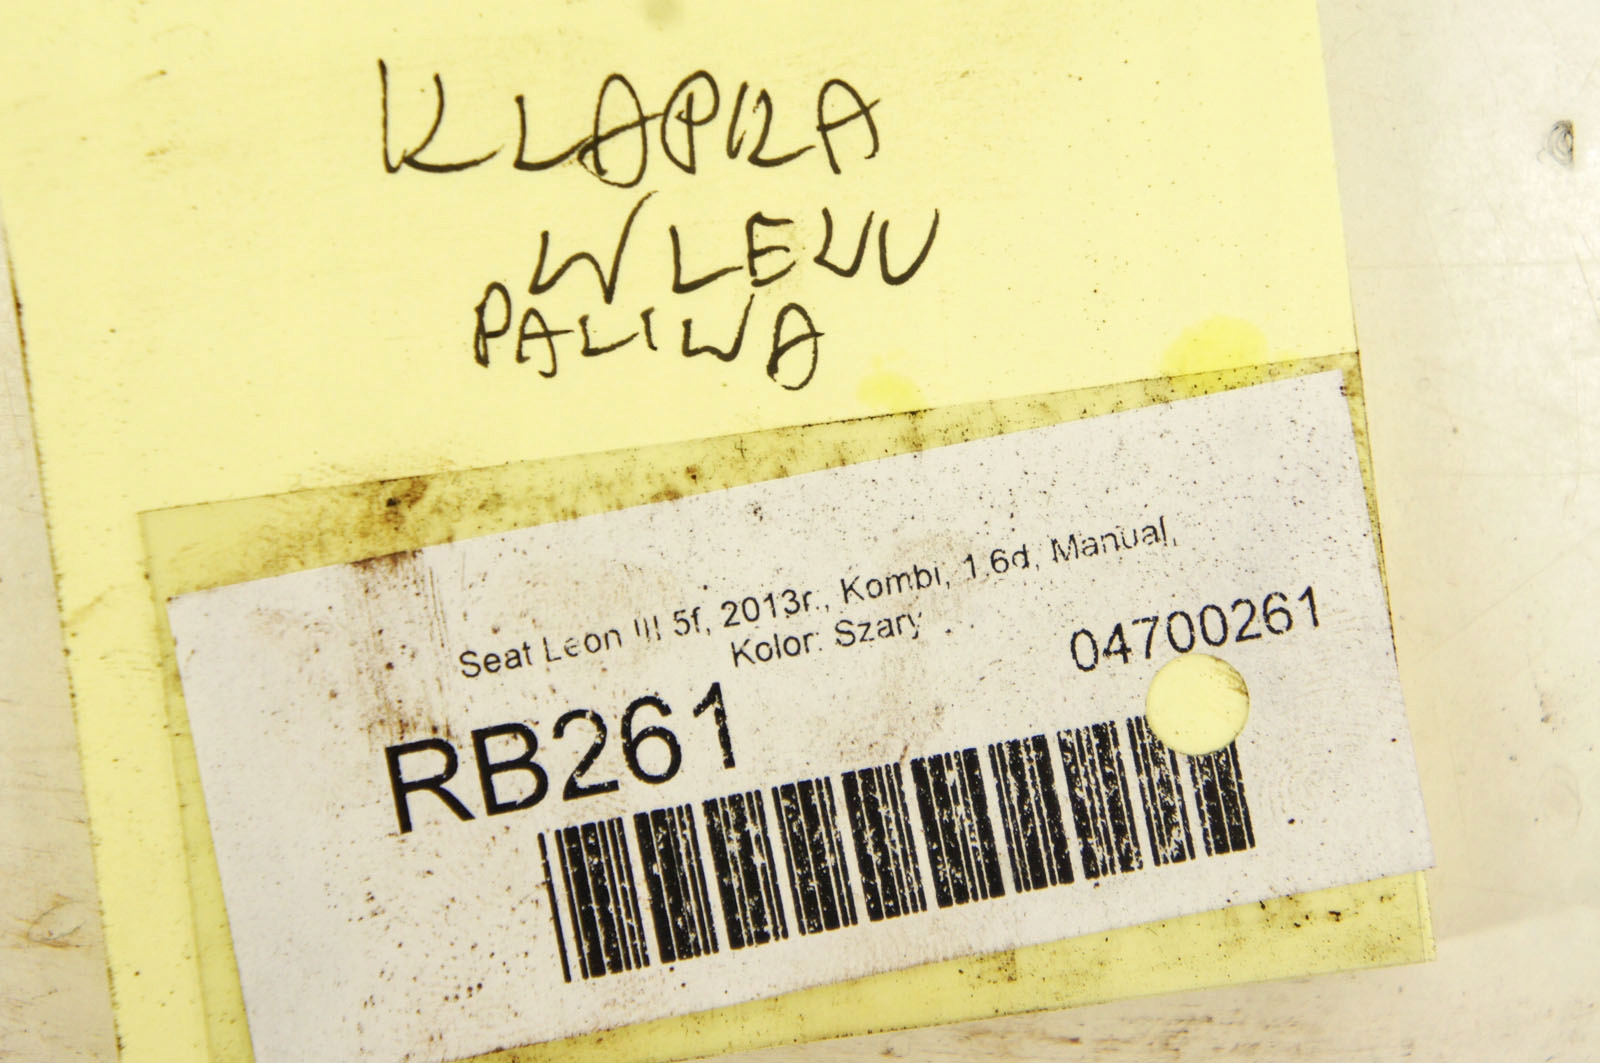 KLAPKA
WLEWU
PALIWA
Seat Leon III 5f, 2013r., Kombi, 1.6d, Manual,
Kolor: Szary
04700261
RB261